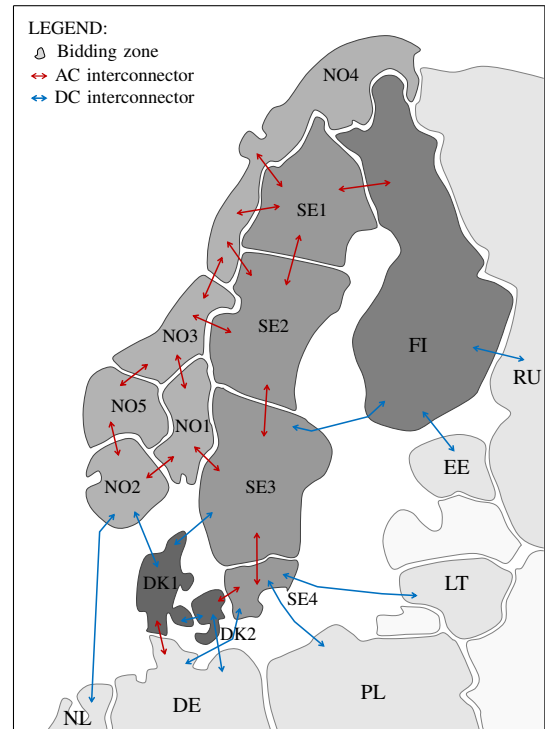 LEGEND:
Bidding zone
AC interconnector
DC interconnector
NO4
SE1
NO3
SE2
FI
RU
NO5
NO1
EE
NO2
SE3
DK1
LT
SE4
DK2
NL
DE
PL